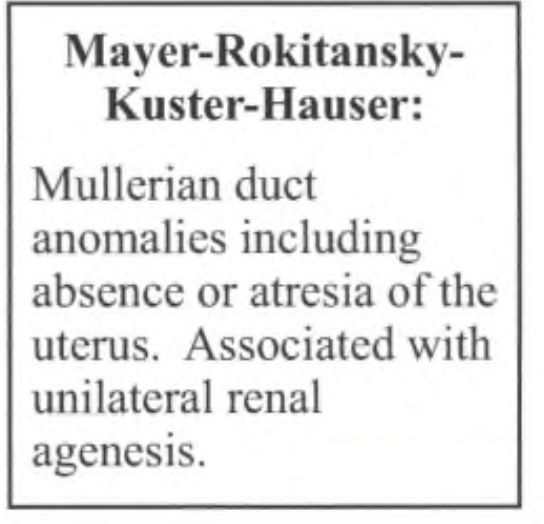 Mayer-Rokitansky-
Kuster-Hauser:
Mullerian duct
anomalies including
absence or atresia of the
uterus. Associated with
unilateral renal
agenesis.